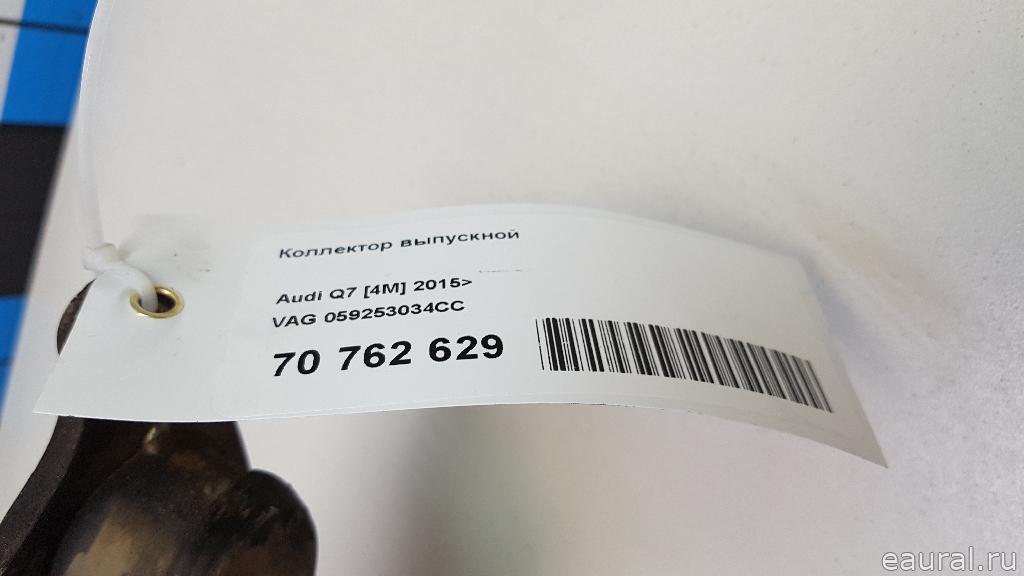 Коллектор выпускной
Audi Q7 [4M] 2015>
VAG 059253034CC
70 762 629
eaural.ru